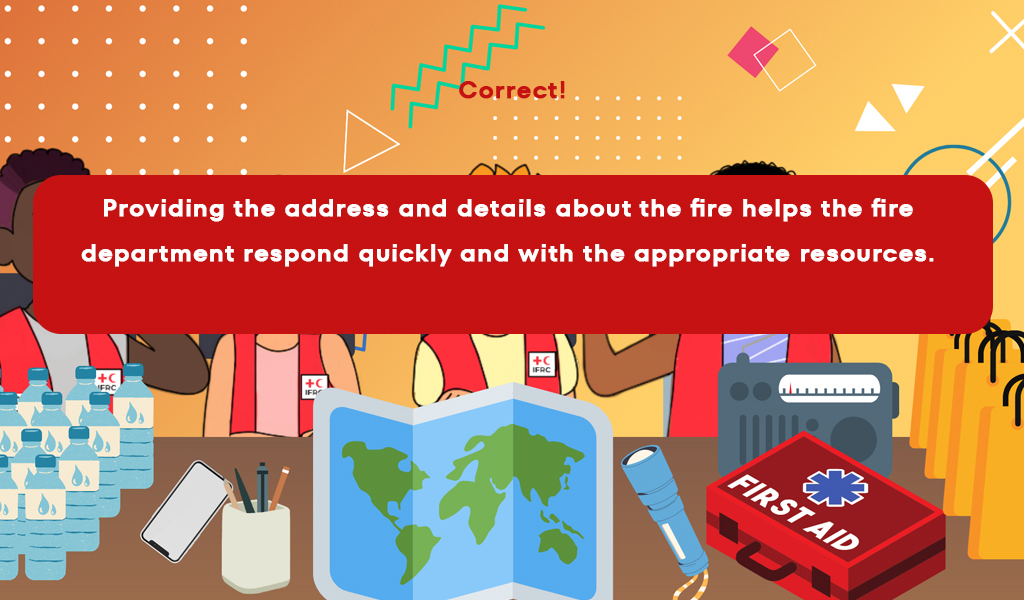 Correct!
Providing the address and details about the fire helps the fire
department respond quickly and with the appropriate resources.
IFRC
IFRC
IFRC
FIRST AID